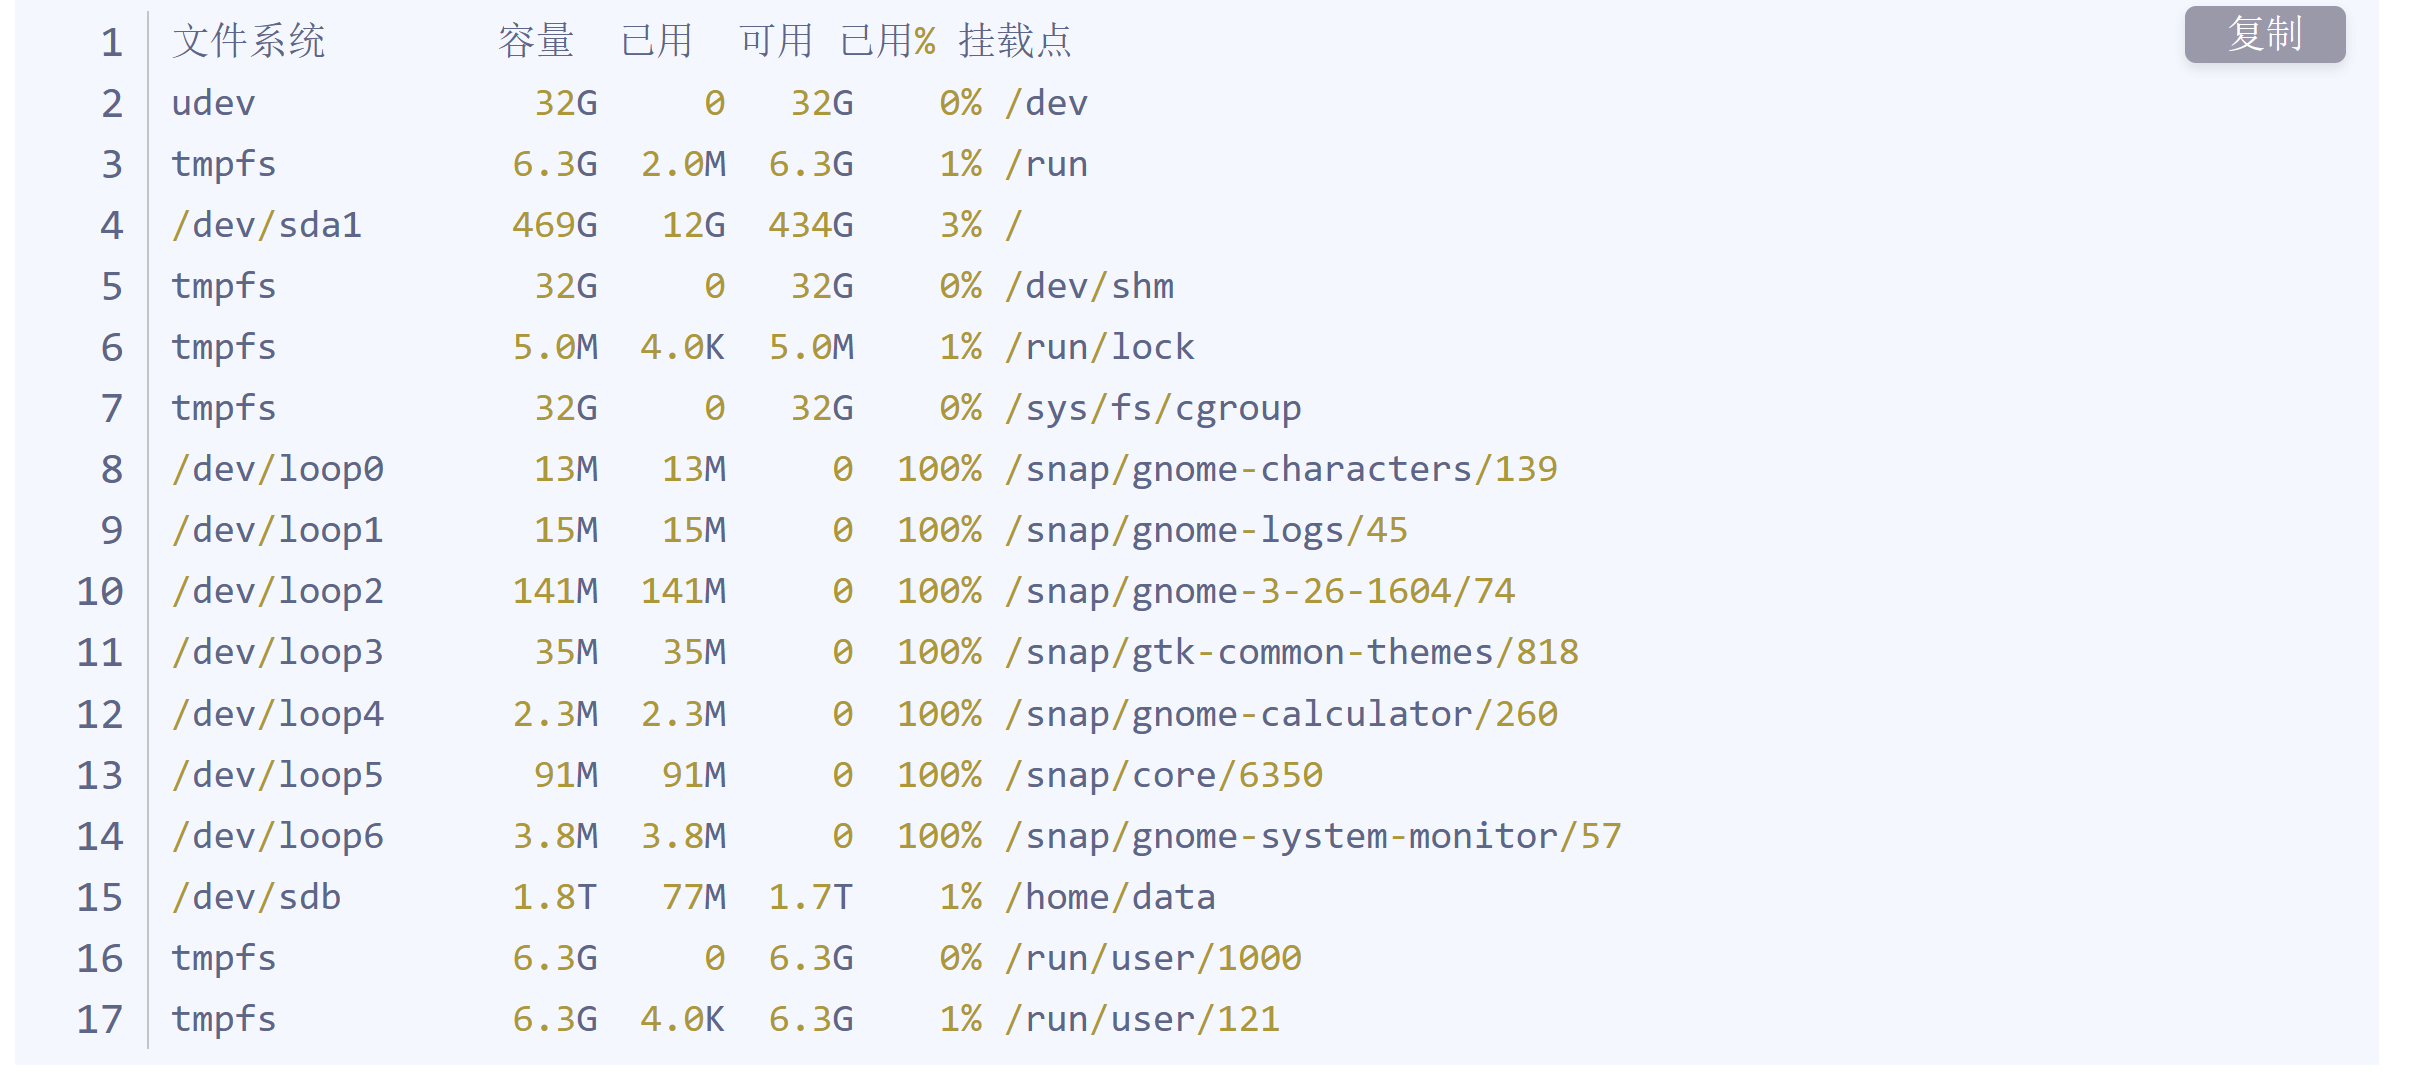 复制
1 文件系统        容量  已用  可用 已用% 挂载点
2 udev             32G     0   32G    0% /dev
3 tmpfs           6.3G  2.0M  6.3G    1% /run
4 /dev/sda1       469G   12G  434G    3% /
5 tmpfs            32G     0   32G    0% /dev/shm
6 tmpfs           5.0M  4.0K  5.0M    1% /run/lock
7 tmpfs            32G     0   32G    0% /sys/fs/cgroup
8 /dev/loop0       13M   13M     0  100% /snap/gnome-characters/139
9 /dev/loop1       15M   15M     0  100% /snap/gnome-logs/45
10 /dev/loop2      141M  141M     0  100% /snap/gnome-3-26-1604/74
11 /dev/loop3       35M   35M     0  100% /snap/gtk-common-themes/818
12 /dev/loop4      2.3M  2.3M     0  100% /snap/gnome-calculator/260
13 /dev/loop5       91M   91M     0  100% /snap/core/6350
14 /dev/loop6      3.8M  3.8M     0  100% /snap/gnome-system-monitor/57
15 /dev/sdb        1.8T   77M  1.7T    1% /home/data
16 tmpfs           6.3G     0  6.3G    0% /run/user/1000
17 tmpfs           6.3G  4.0K  6.3G    1% /run/user/121